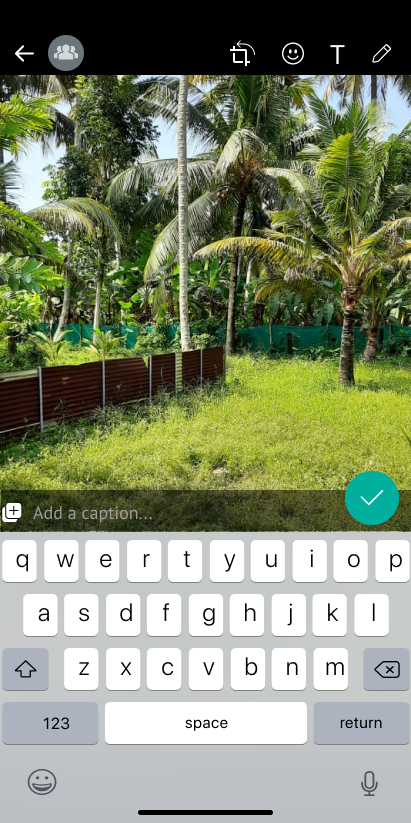 T
Add a caption...
q w e r t y u i o p
a s d f g h j k l
z x c v b n m
123 space return